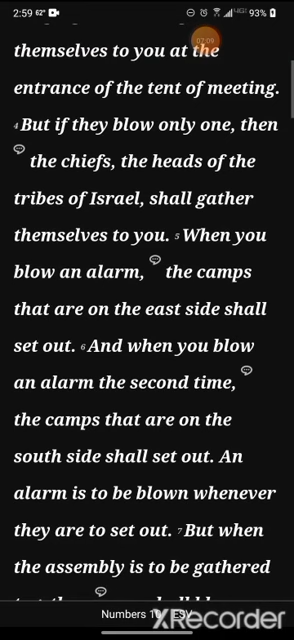 2:59 62° 93%
07:09
themselves to you at the
entrance of the tent of meeting.
4 But if they blow only one, then
the chiefs, the heads of the
tribes of Israel, shall gather
themselves to you. 5 When you
blow an alarm, the camps
that are on the east side shall
set out. 6 And when you blow
an alarm the second time,
the camps that are on the
south side shall set out. An
alarm is to be blown whenever
they are to set out. 7 But when
the assembly is to be gathered
Numbers 10 ESV
XRecorder